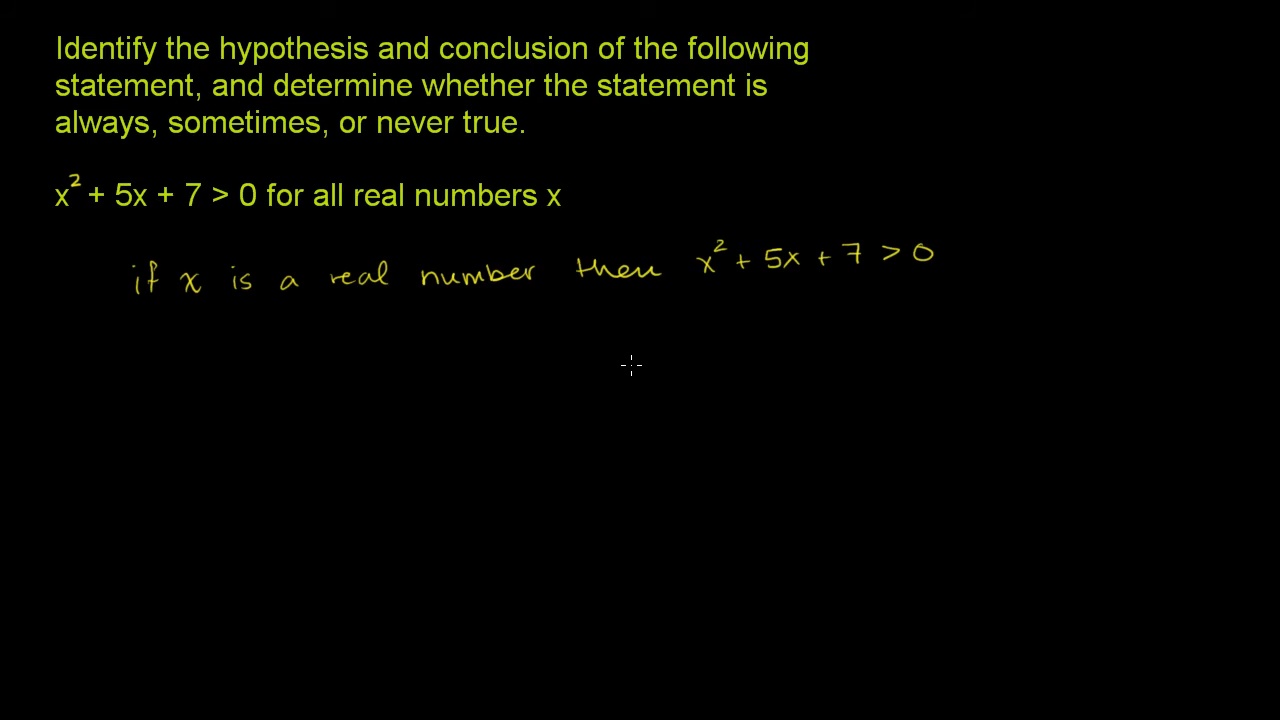 Identify the hypothesis and conclusion of the following
statement, and determine whether the statement is
always, sometimes, or never true.
x² + 5x + 7 > 0 for all real numbers x
if x is a real number then x² + 5x + 7 > 0